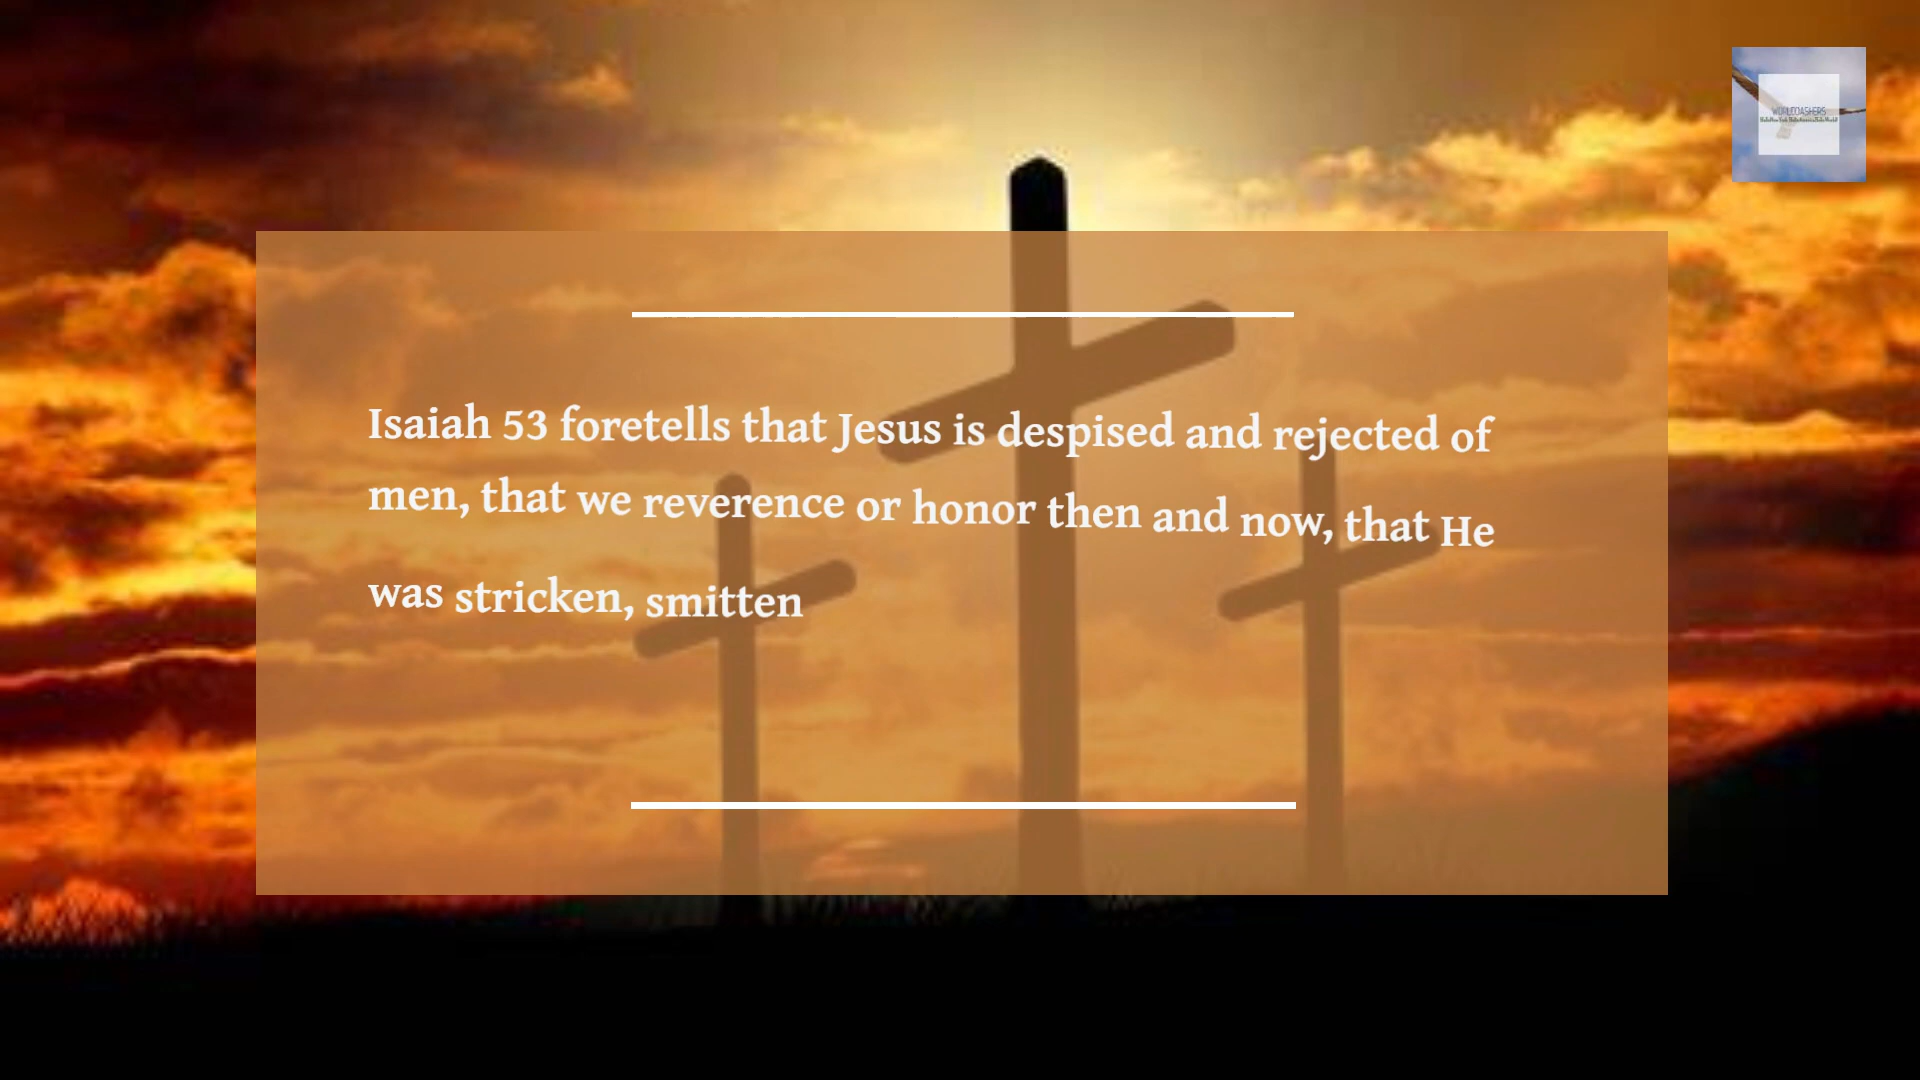 WORLDCASTERS
Isaiah 53 foretells that Jesus is despised and rejected of
men, that we reverence or honor then and now, that He
was stricken, smitten